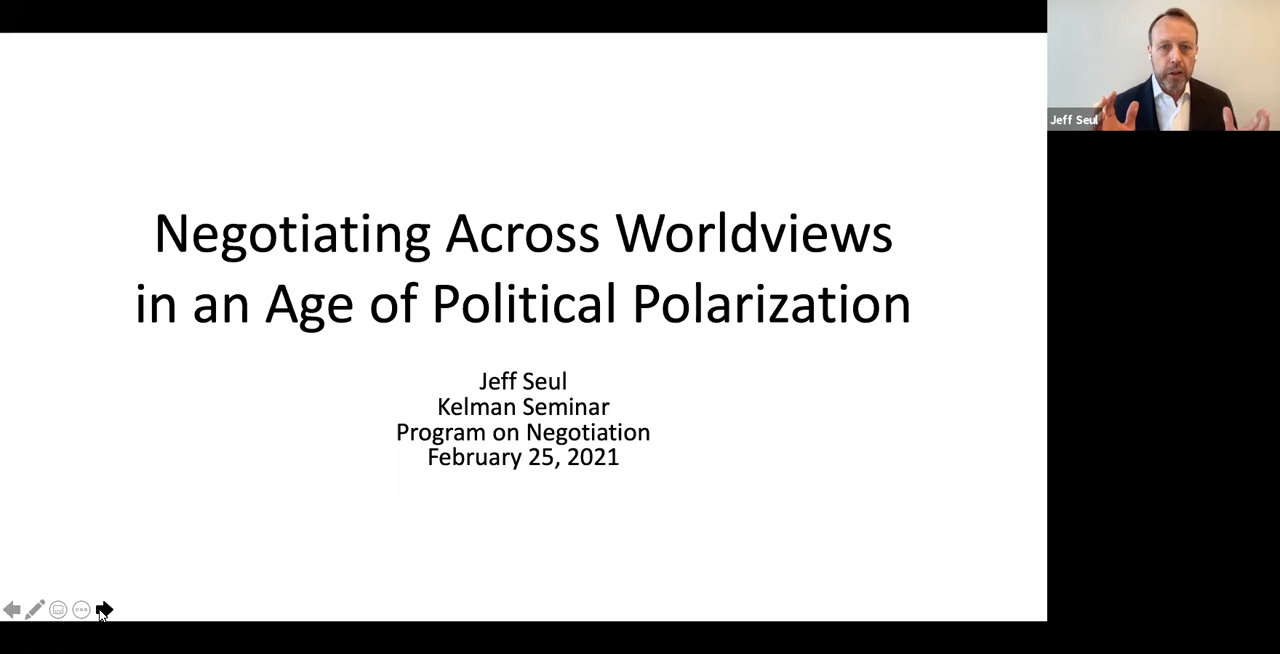 Negotiating Across Worldviews
in an Age of Political Polarization
Jeff Seul
Kelman Seminar
Program on Negotiation
February 25, 2021
Jeff Seul